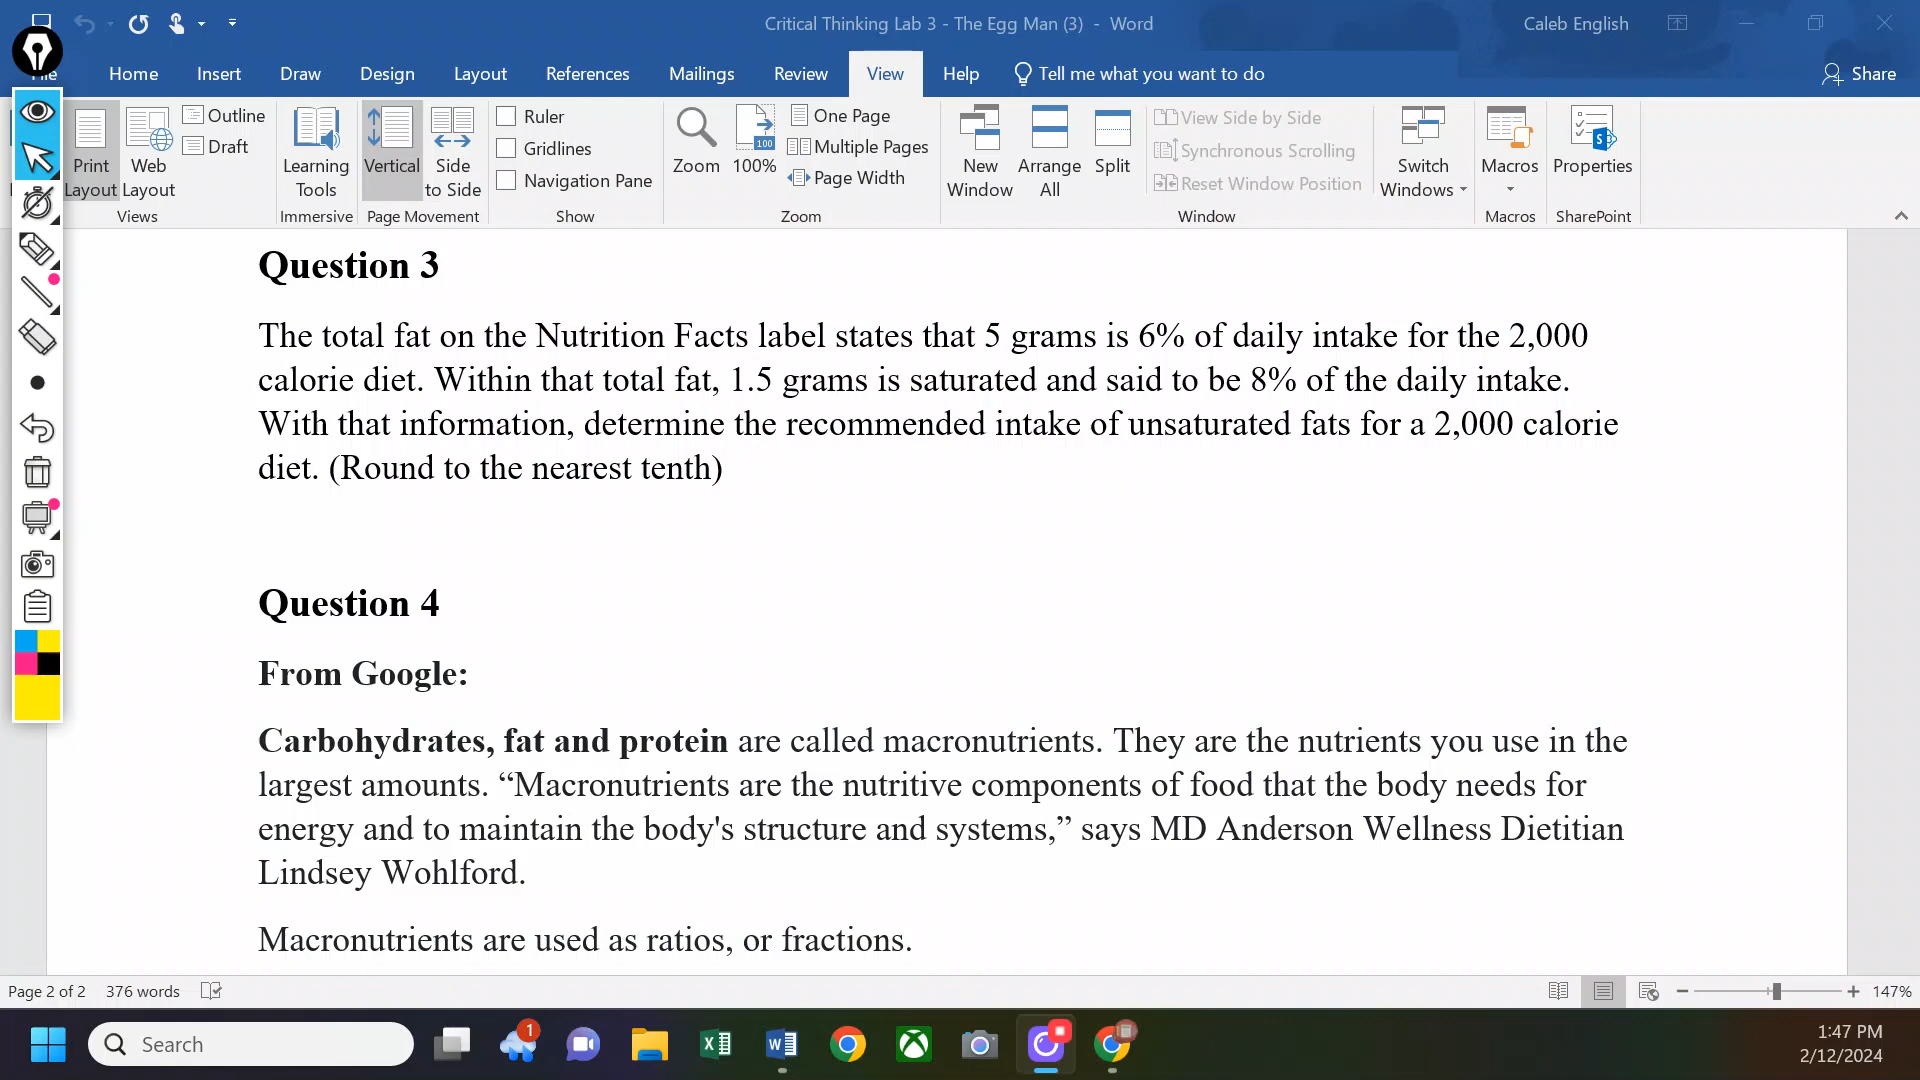 Critical Thinking Lab 3 - The Egg Man (3) - Word
Caleb English
File Home Insert Draw Design Layout References Mailings Review View Help Tell me what you want to do Share
Print Layout
Web Layout
Outline
Draft
Views
Learning Tools
Immersive
Vertical
Side to Side
Page Movement
Ruler
Gridlines
Navigation Pane
Show
Zoom
100
100%
One Page
Multiple Pages
Page Width
Zoom
New Window
Arrange All
Split
View Side by Side
Synchronous Scrolling
Reset Window Position
Window
Switch Windows
Macros
Macros
Properties
SharePoint
Question 3
The total fat on the Nutrition Facts label states that 5 grams is 6% of daily intake for the 2,000
calorie diet. Within that total fat, 1.5 grams is saturated and said to be 8% of the daily intake.
With that information, determine the recommended intake of unsaturated fats for a 2,000 calorie
diet. (Round to the nearest tenth)
Question 4
From Google:
Carbohydrates, fat and protein are called macronutrients. They are the nutrients you use in the
largest amounts. “Macronutrients are the nutritive components of food that the body needs for
energy and to maintain the body's structure and systems,” says MD Anderson Wellness Dietitian
Lindsey Wohlford.
Macronutrients are used as ratios, or fractions.
Page 2 of 2 376 words
147%
Search
1
1:47 PM
2/12/2024